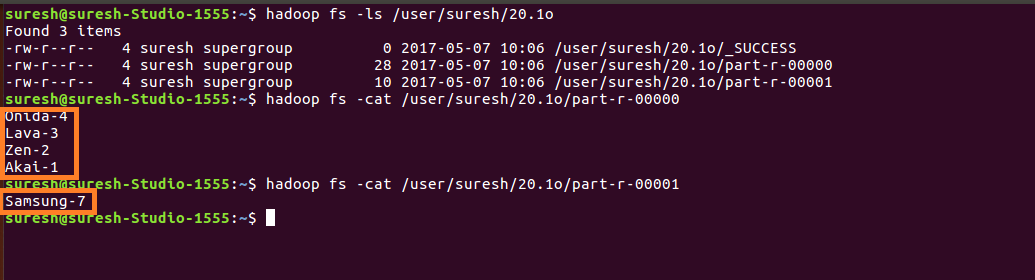 suresh@suresh-Studio-1555:~$ hadoop fs -ls /user/suresh/20.1o
Found 3 items
-rw-r--r--   4 suresh supergroup          0 2017-05-07 10:06 /user/suresh/20.1o/_SUCCESS
-rw-r--r--   4 suresh supergroup         28 2017-05-07 10:06 /user/suresh/20.1o/part-r-00000
-rw-r--r--   4 suresh supergroup         10 2017-05-07 10:06 /user/suresh/20.1o/part-r-00001
suresh@suresh-Studio-1555:~$ hadoop fs -cat /user/suresh/20.1o/part-r-00000
Onida-4
Lava-3
Zen-2
Akai-1
suresh@suresh-Studio-1555:~$ hadoop fs -cat /user/suresh/20.1o/part-r-00001
Samsung-7
suresh@suresh-Studio-1555:~$